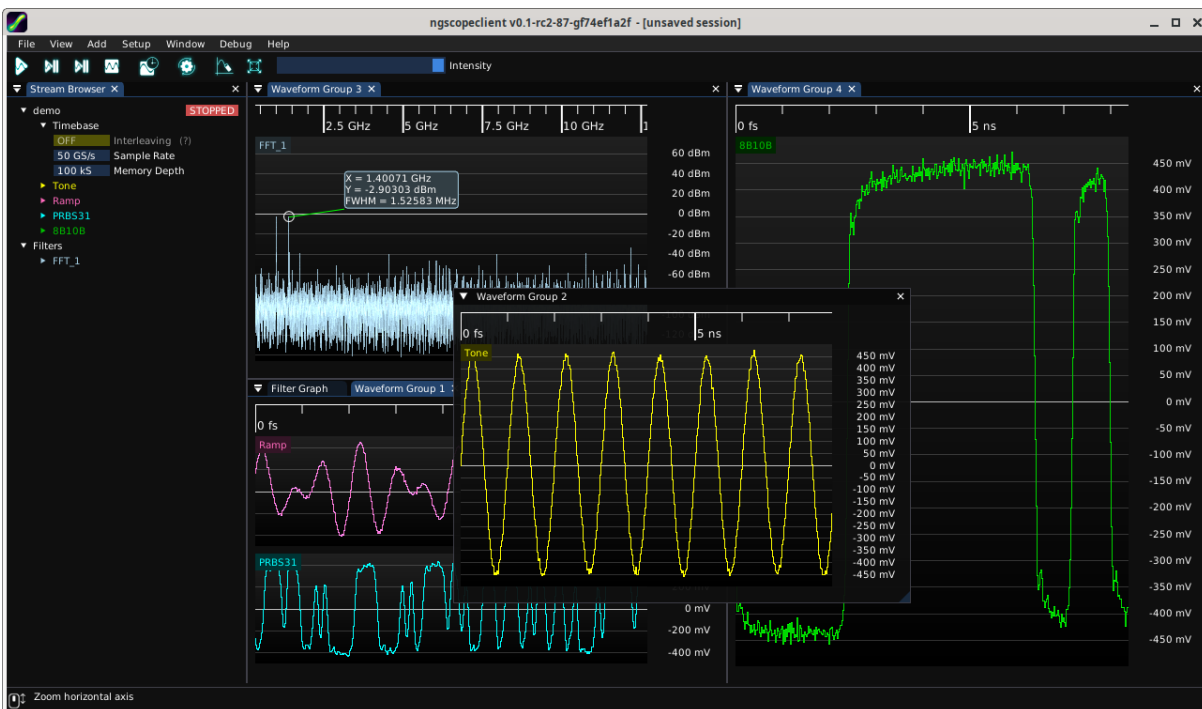 ngscopeclient v0.1-rc2-87-gf74ef1a2f - [unsaved session]
File View Add Setup Window Debug Help
Intensity
Stream Browser
demo STOPPED
Timebase
OFF Interleaving (?)
50 GS/s Sample Rate
100 kS Memory Depth
Tone
Ramp
PRBS31
8B10B
Filters
FFT_1
Waveform Group 3
2.5 GHz 5 GHz 7.5 GHz 10 GHz 1
FFT_1
X = 1.40071 GHz
Y = -2.90303 dBm
FWHM = 1.52583 MHz
60 dBm
40 dBm
20 dBm
0 dBm
-20 dBm
-40 dBm
-60 dBm
Filter Graph Waveform Group 1
0 fs
Ramp
PRBS31
0 mV
-200 mV
-400 mV
Waveform Group 2
0 fs 5 ns
Tone
450 mV
400 mV
350 mV
300 mV
250 mV
200 mV
150 mV
100 mV
50 mV
0 mV
-50 mV
-100 mV
-150 mV
-200 mV
-250 mV
-300 mV
-350 mV
-400 mV
-450 mV
Waveform Group 4
0 fs 5 ns
8B10B
450 mV
400 mV
350 mV
300 mV
250 mV
200 mV
150 mV
100 mV
50 mV
0 mV
-50 mV
-100 mV
-150 mV
-200 mV
-250 mV
-300 mV
-350 mV
-400 mV
-450 mV
Zoom horizontal axis